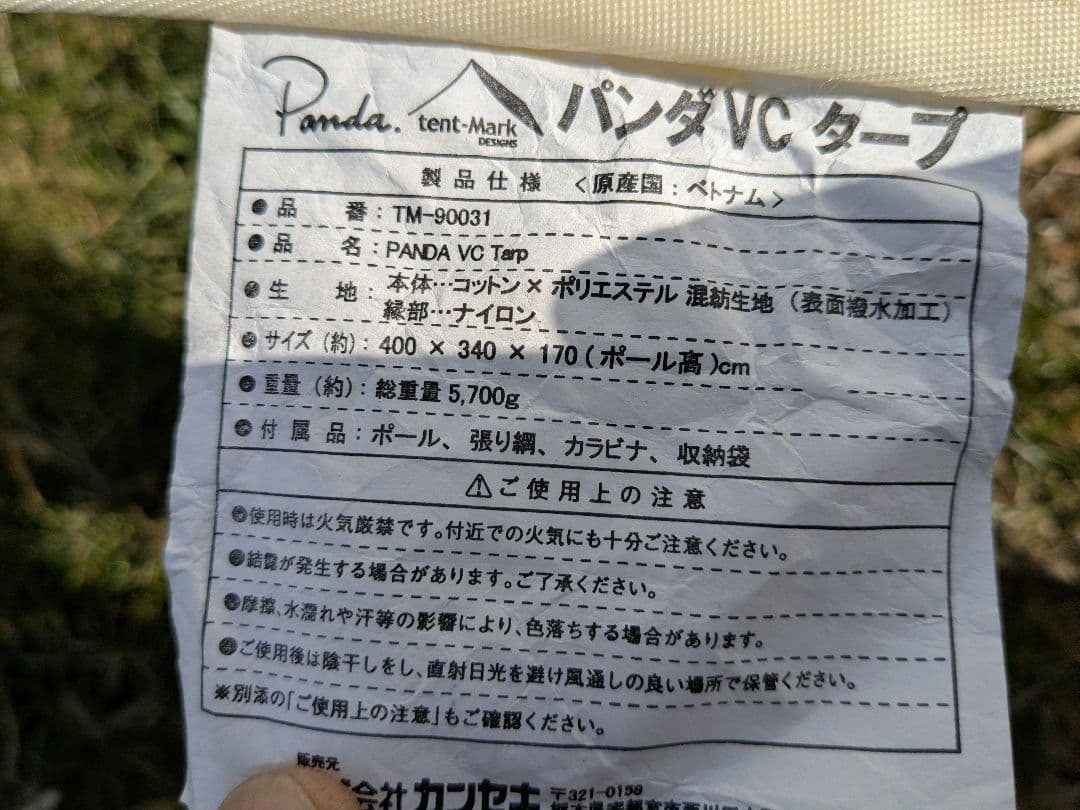 Panda. tent-Mark DESIGNS パンダVC タープ
製品仕様 <原産国：ベトナム>
●品 番：TM-90031
●品 名：PANDA VC Tarp
●生 地：本体…コットン×ポリエステル 混紡生地（表面撥水加工）
縁部…ナイロン
●サイズ（約）：400 × 340 × 170（ポール高）cm
●重量（約）：総重量 5,700g
●付属品：ポール、張り綱、カラビナ、収納袋
⚠ご使用上の注意
●使用時は火気厳禁です。付近での火気にも十分ご注意ください。
●結露が発生する場合があります。ご了承ください。
●摩擦、水濡れや汗等の影響により、色落ちする場合があります。
●ご使用後は陰干しをし、直射日光を避け風通しの良い場所で保管ください。
※別添の「ご使用上の注意」もご確認ください。
販売元
会社 カンセキ 〒321-0158